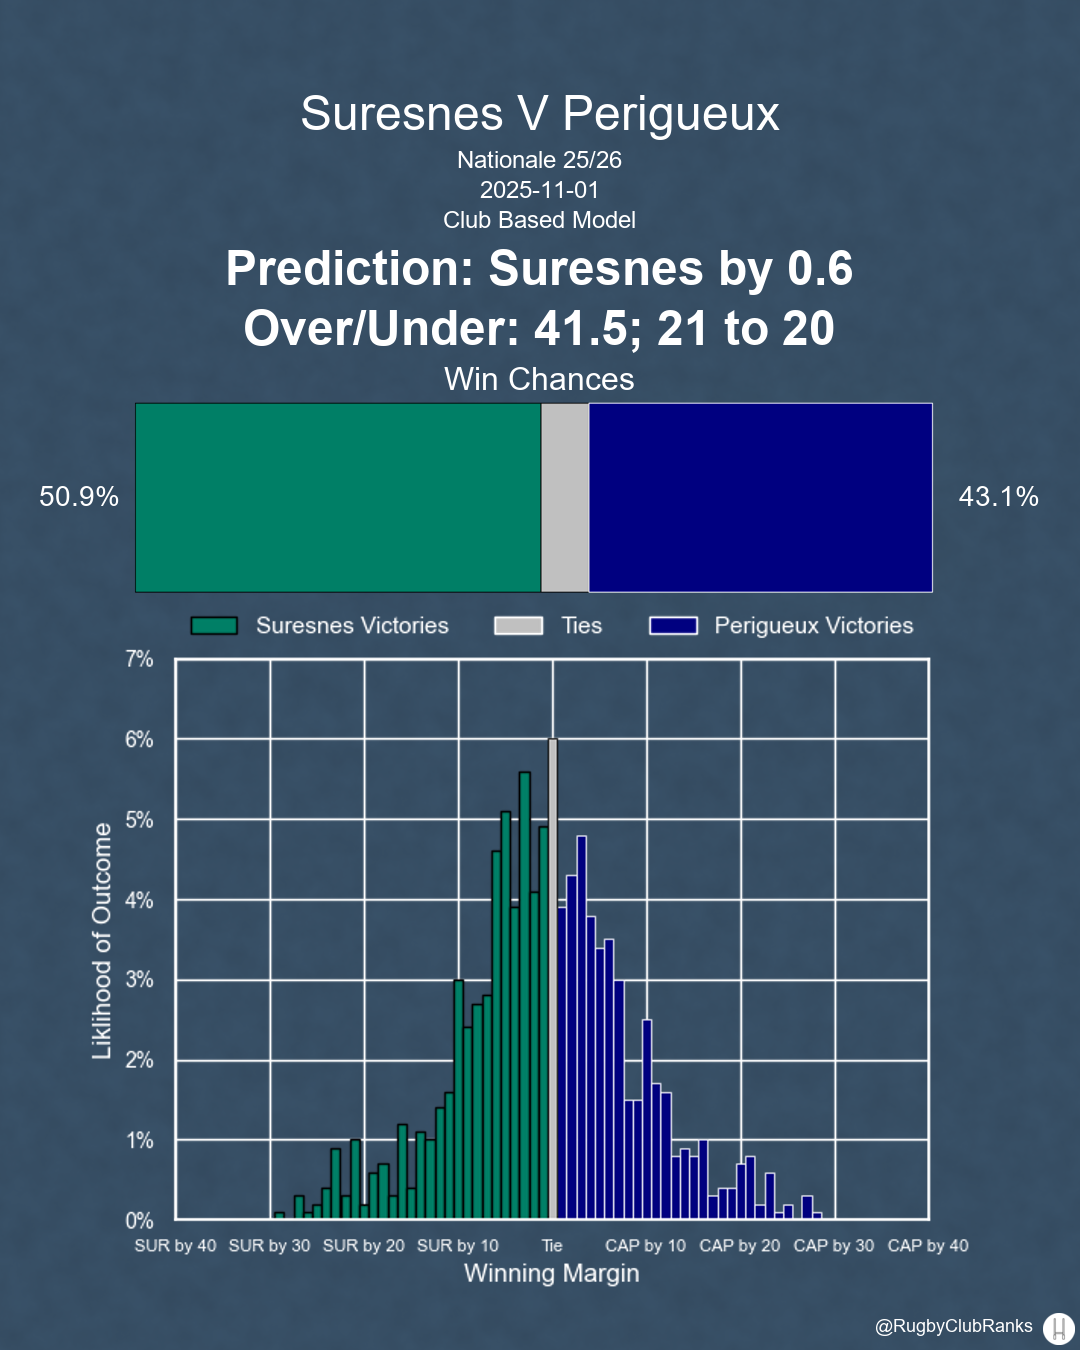 Suresnes V Perigueux
Nationale 25/26
2025-11-01
Club Based Model
Prediction: Suresnes by 0.6
Over/Under: 41.5; 21 to 20
Win Chances
50.9%
43.1%
Suresnes Victories
Ties
Perigueux Victories
7%
6%
5%
4%
3%
2%
1%
0%
Liklihood of Outcome
SUR by 40 SUR by 30 SUR by 20 SUR by 10 Tie CAP by 10 CAP by 20 CAP by 30 CAP by 40
Winning Margin
@RugbyClubRanks